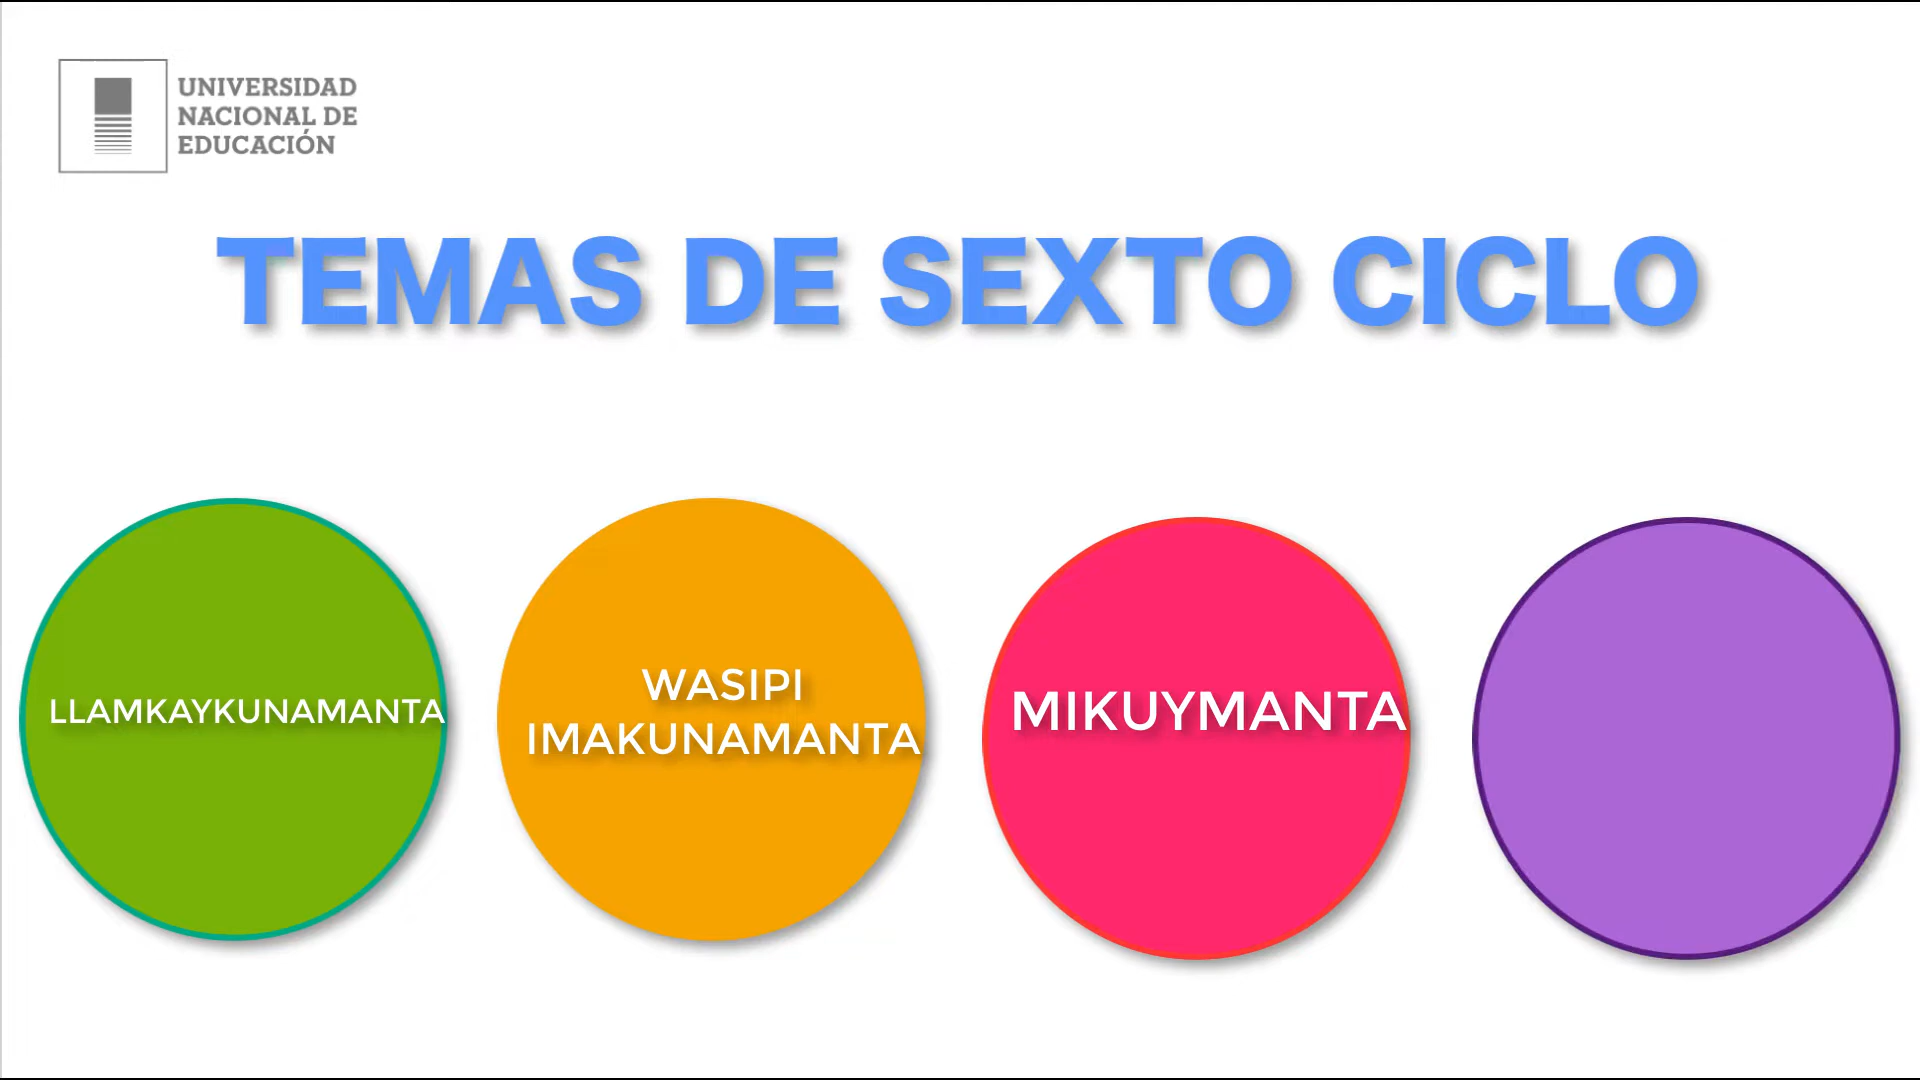 UNIVERSIDAD
NACIONAL DE
EDUCACIÓN
TEMAS DE SEXTO CICLO
LLAMKAYKUNAMANTA
WASIPI
IMAKUNAMANTA
MIKUYMANTA